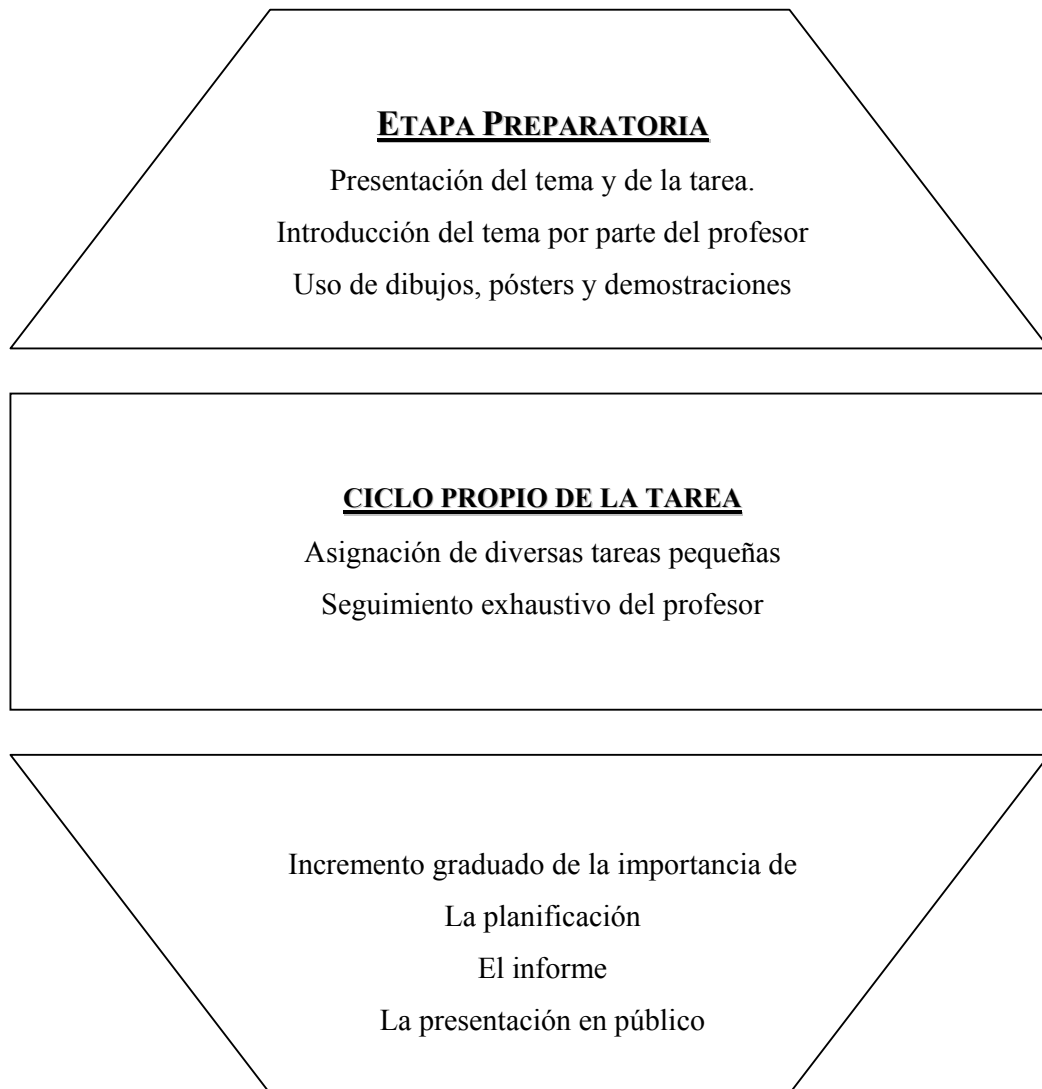 ETAPA PREPARATORIA
Presentación del tema y de la tarea.
Introducción del tema por parte del profesor
Uso de dibujos, pósters y demostraciones
CICLO PROPIO DE LA TAREA
Asignación de diversas tareas pequeñas
Seguimiento exhaustivo del profesor
Incremento graduado de la importancia de
La planificación
El informe
La presentación en público